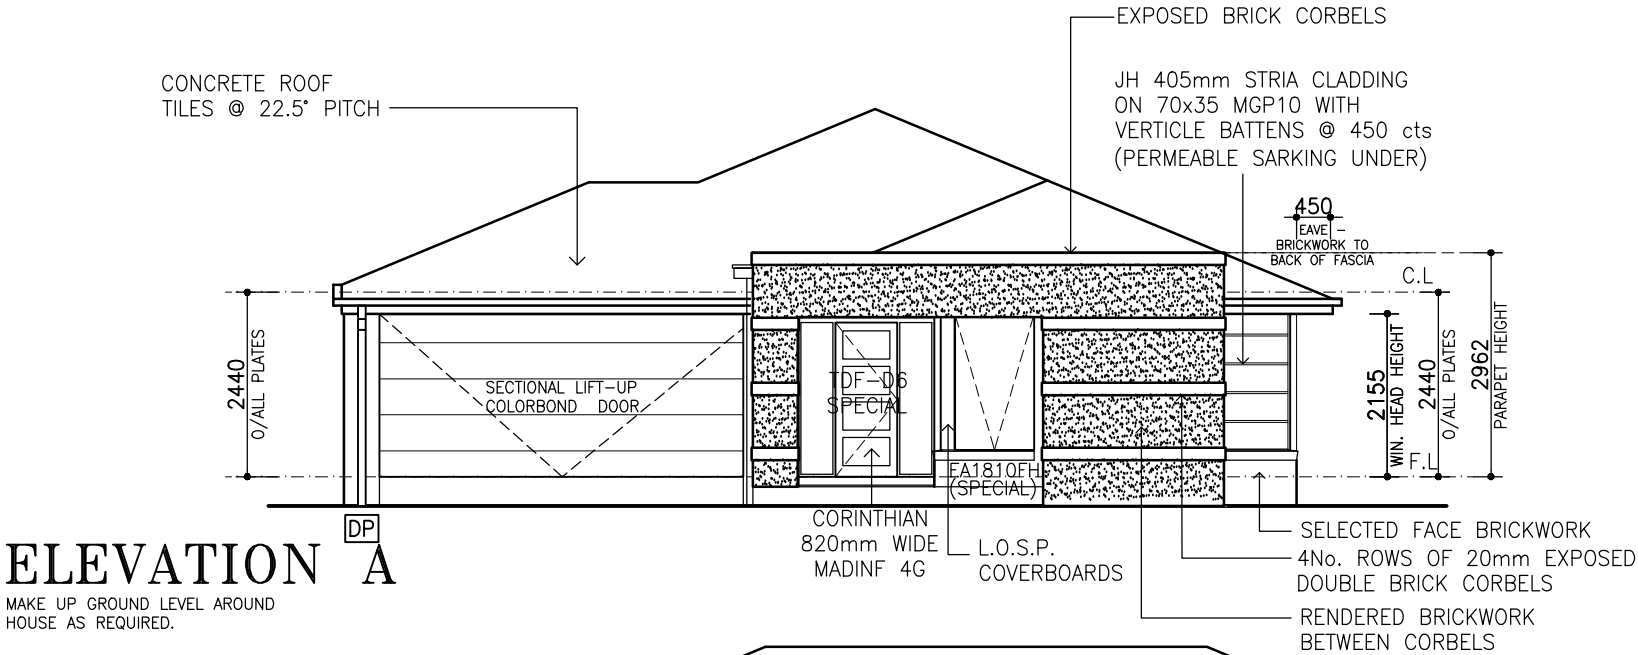 EXPOSED BRICK CORBELS
CONCRETE ROOF
TILES @ 22.5° PITCH
JH 405mm STRIA CLADDING
ON 70x35 MGP10 WITH
VERTICLE BATTENS @ 450 cts
(PERMEABLE SARKING UNDER)
450
EAVE -
BRICKWORK TO
BACK OF FASCIA
C.L
2440
O/ALL PLATES
SECTIONAL LIFT-UP
COLORBOND DOOR
TDF-D6
SPECIAL
2155
WIN. HEAD HEIGHT
2440
O/ALL PLATES
2962
PARAPET HEIGHT
F.L
FA1810FH
(SPECIAL)
DP
CORINTHIAN
820mm WIDE
MADINF 4G
L.O.S.P.
COVERBOARDS
SELECTED FACE BRICKWORK
4No. ROWS OF 20mm EXPOSED
DOUBLE BRICK CORBELS
RENDERED BRICKWORK
BETWEEN CORBELS
ELEVATION A
MAKE UP GROUND LEVEL AROUND
HOUSE AS REQUIRED.